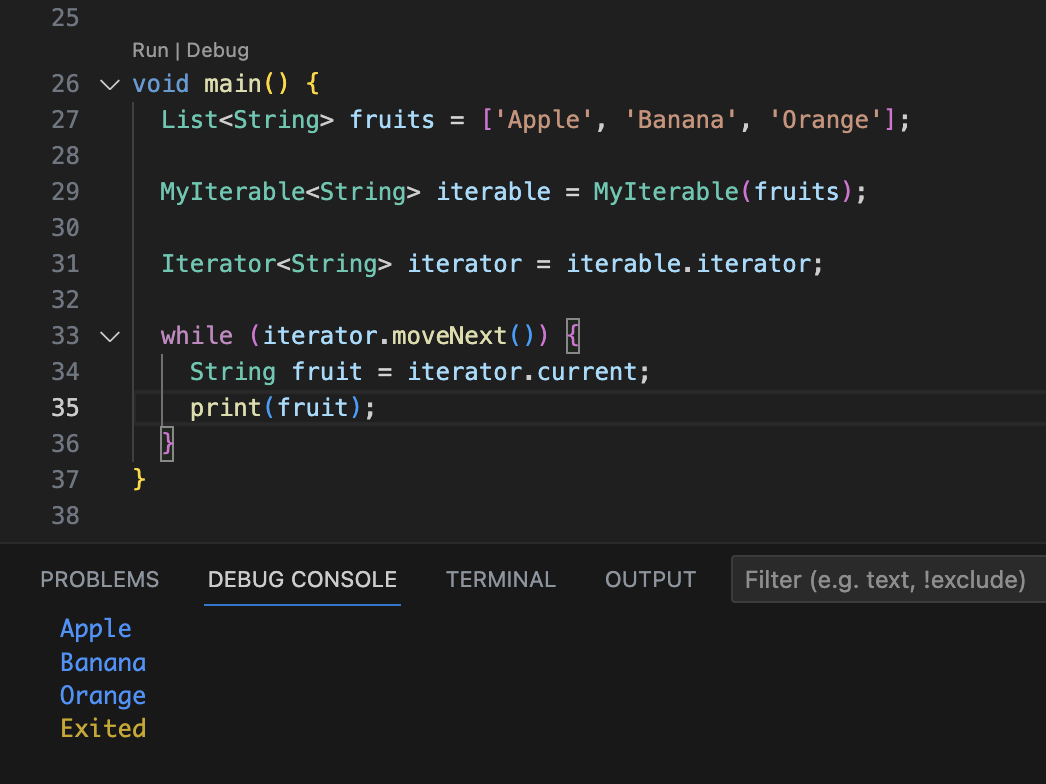 25
Run | Debug
26 void main() {
27 List<String> fruits = ['Apple', 'Banana', 'Orange'];
28
29 MyIterable<String> iterable = MyIterable(fruits);
30
31 Iterator<String> iterator = iterable.iterator;
32
33 while (iterator.moveNext()) {
34 String fruit = iterator.current;
35 print(fruit);
36 }
37 }
38
PROBLEMS DEBUG CONSOLE TERMINAL OUTPUT Filter (e.g. text, !exclude)
Apple
Banana
Orange
Exited